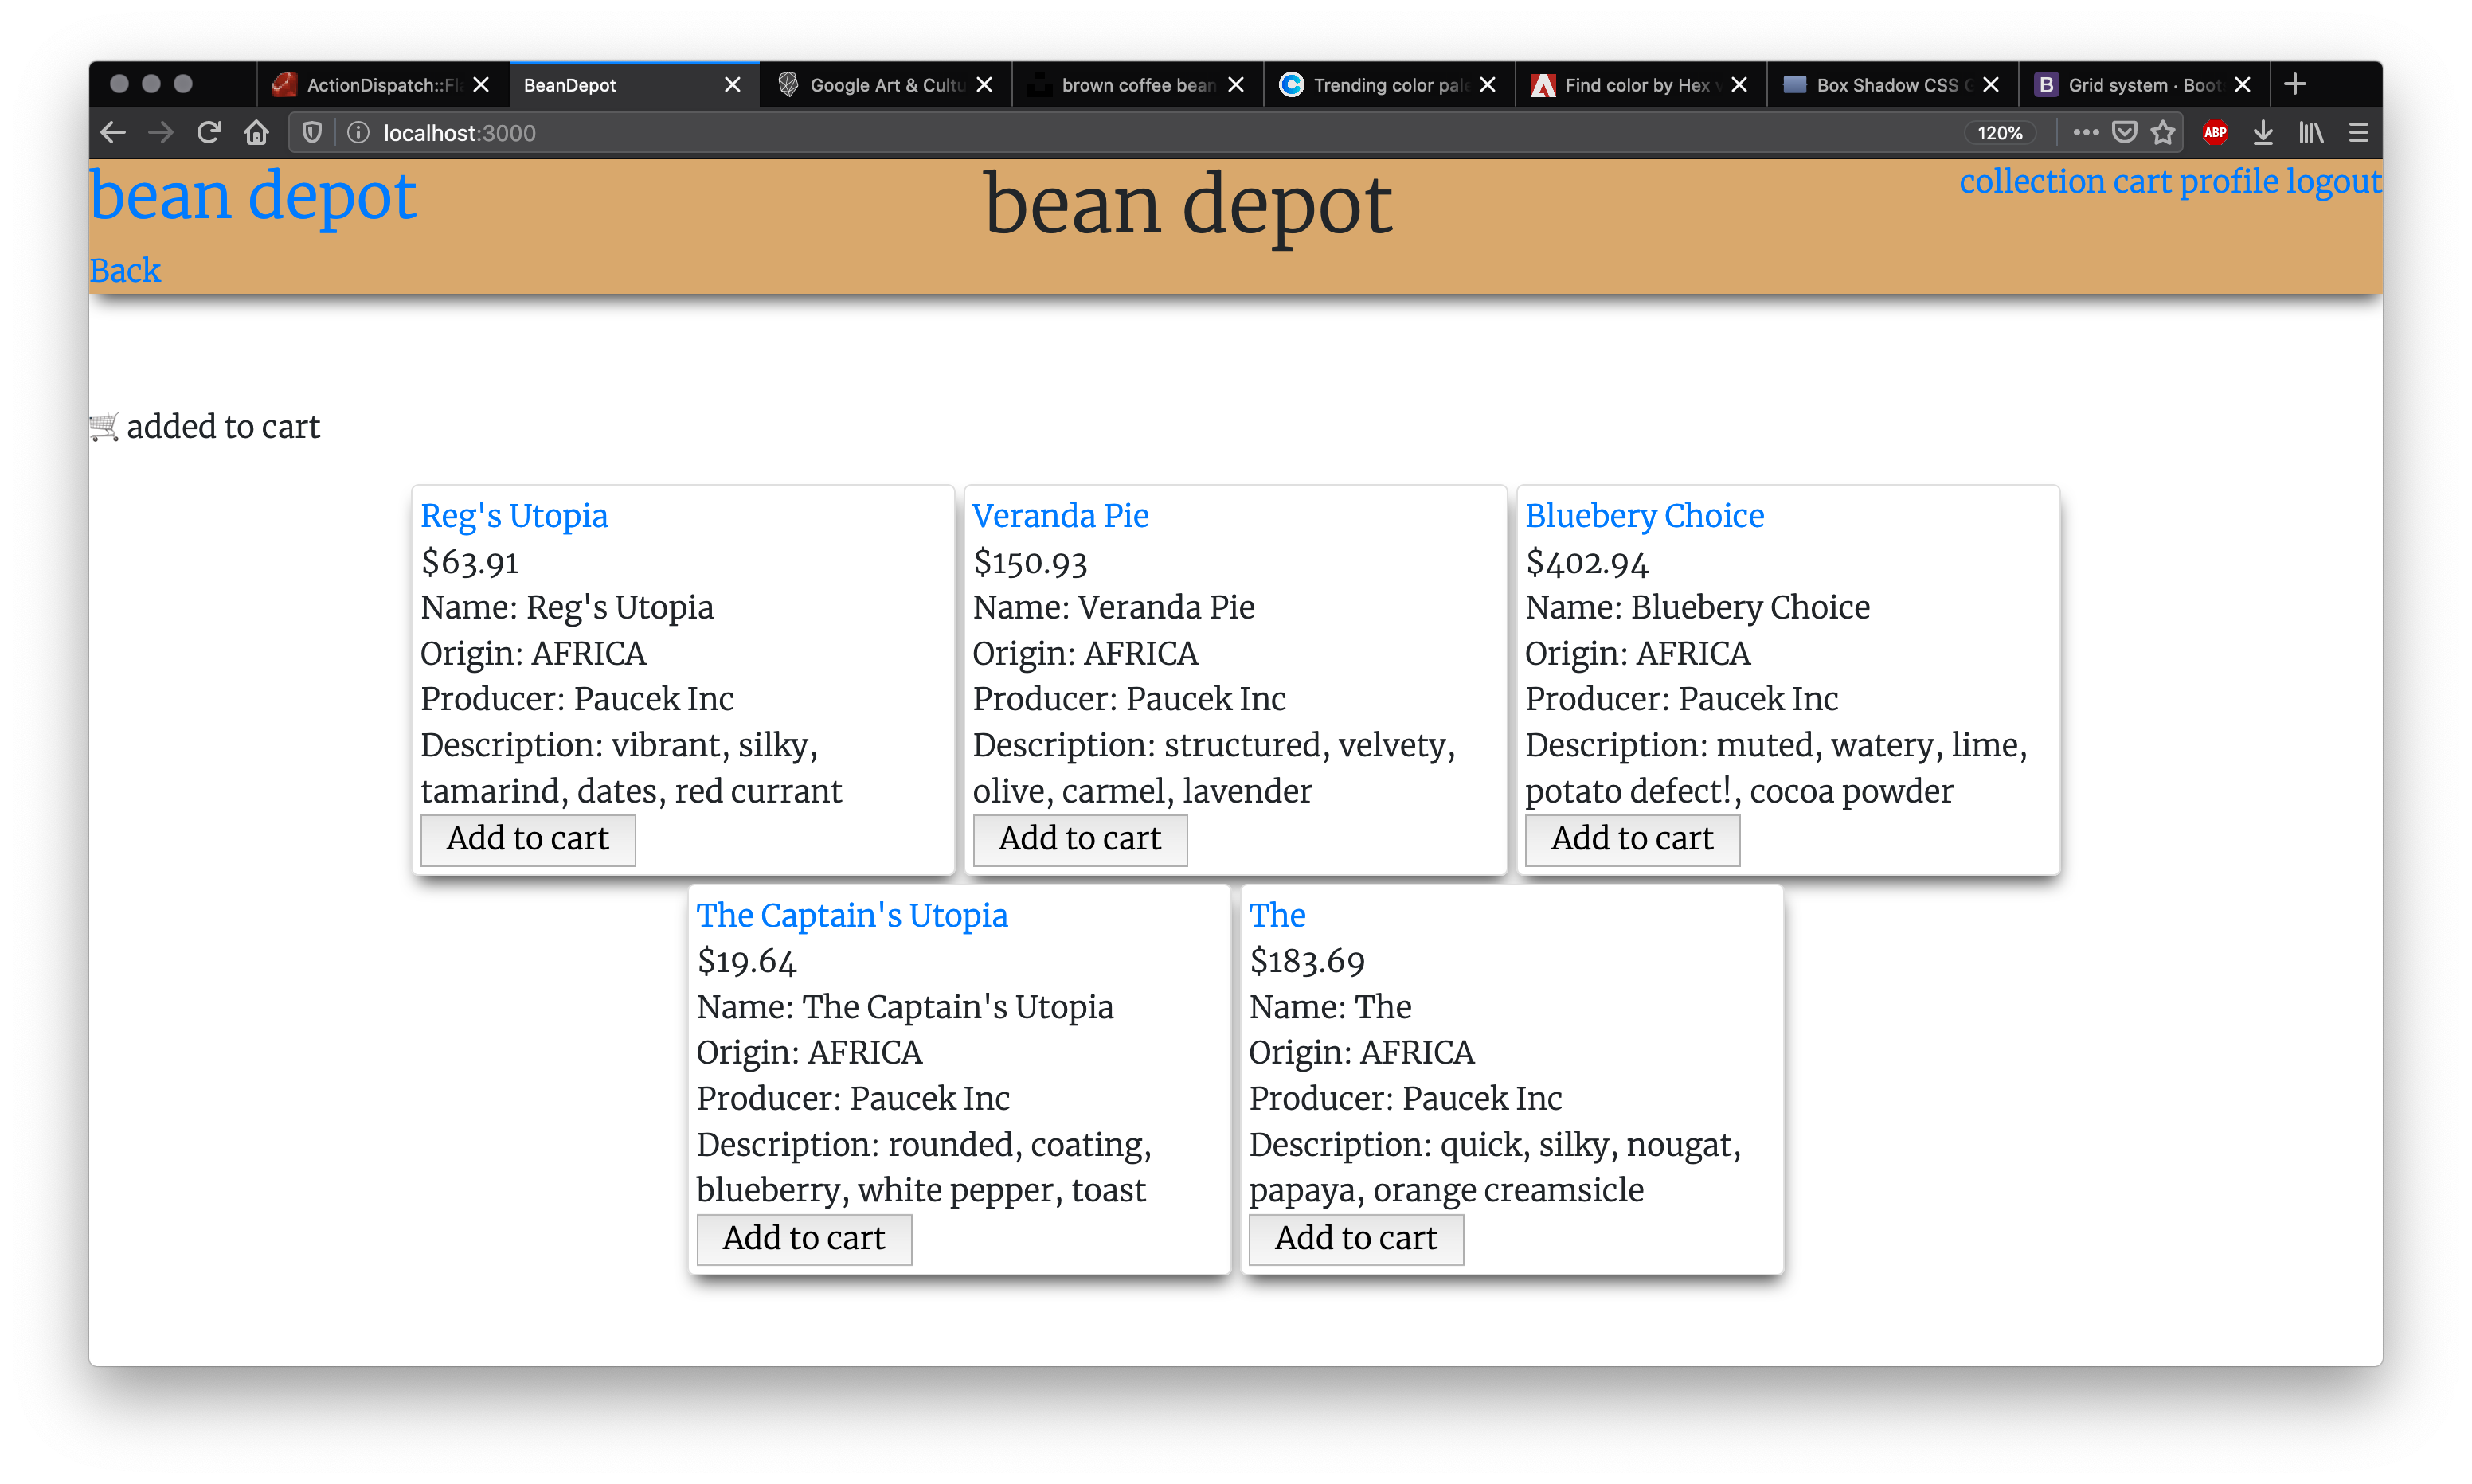 ActionDispatch::Fl
BeanDepot
Google Art & Cultu
brown coffee bean
Trending color pale
Find color by Hex v
Box Shadow CSS G
B Grid system · Boot
localhost:3000
120%
ABP
bean depot
bean depot
collection cart profile logout
Back
🛒 added to cart
Reg's Utopia
$63.91
Name: Reg's Utopia
Origin: AFRICA
Producer: Paucek Inc
Description: vibrant, silky,
tamarind, dates, red currant
Add to cart
Veranda Pie
$150.93
Name: Veranda Pie
Origin: AFRICA
Producer: Paucek Inc
Description: structured, velvety,
olive, carmel, lavender
Add to cart
Bluebery Choice
$402.94
Name: Bluebery Choice
Origin: AFRICA
Producer: Paucek Inc
Description: muted, watery, lime,
potato defect!, cocoa powder
Add to cart
The Captain's Utopia
$19.64
Name: The Captain's Utopia
Origin: AFRICA
Producer: Paucek Inc
Description: rounded, coating,
blueberry, white pepper, toast
Add to cart
The
$183.69
Name: The
Origin: AFRICA
Producer: Paucek Inc
Description: quick, silky, nougat,
papaya, orange creamsicle
Add to cart